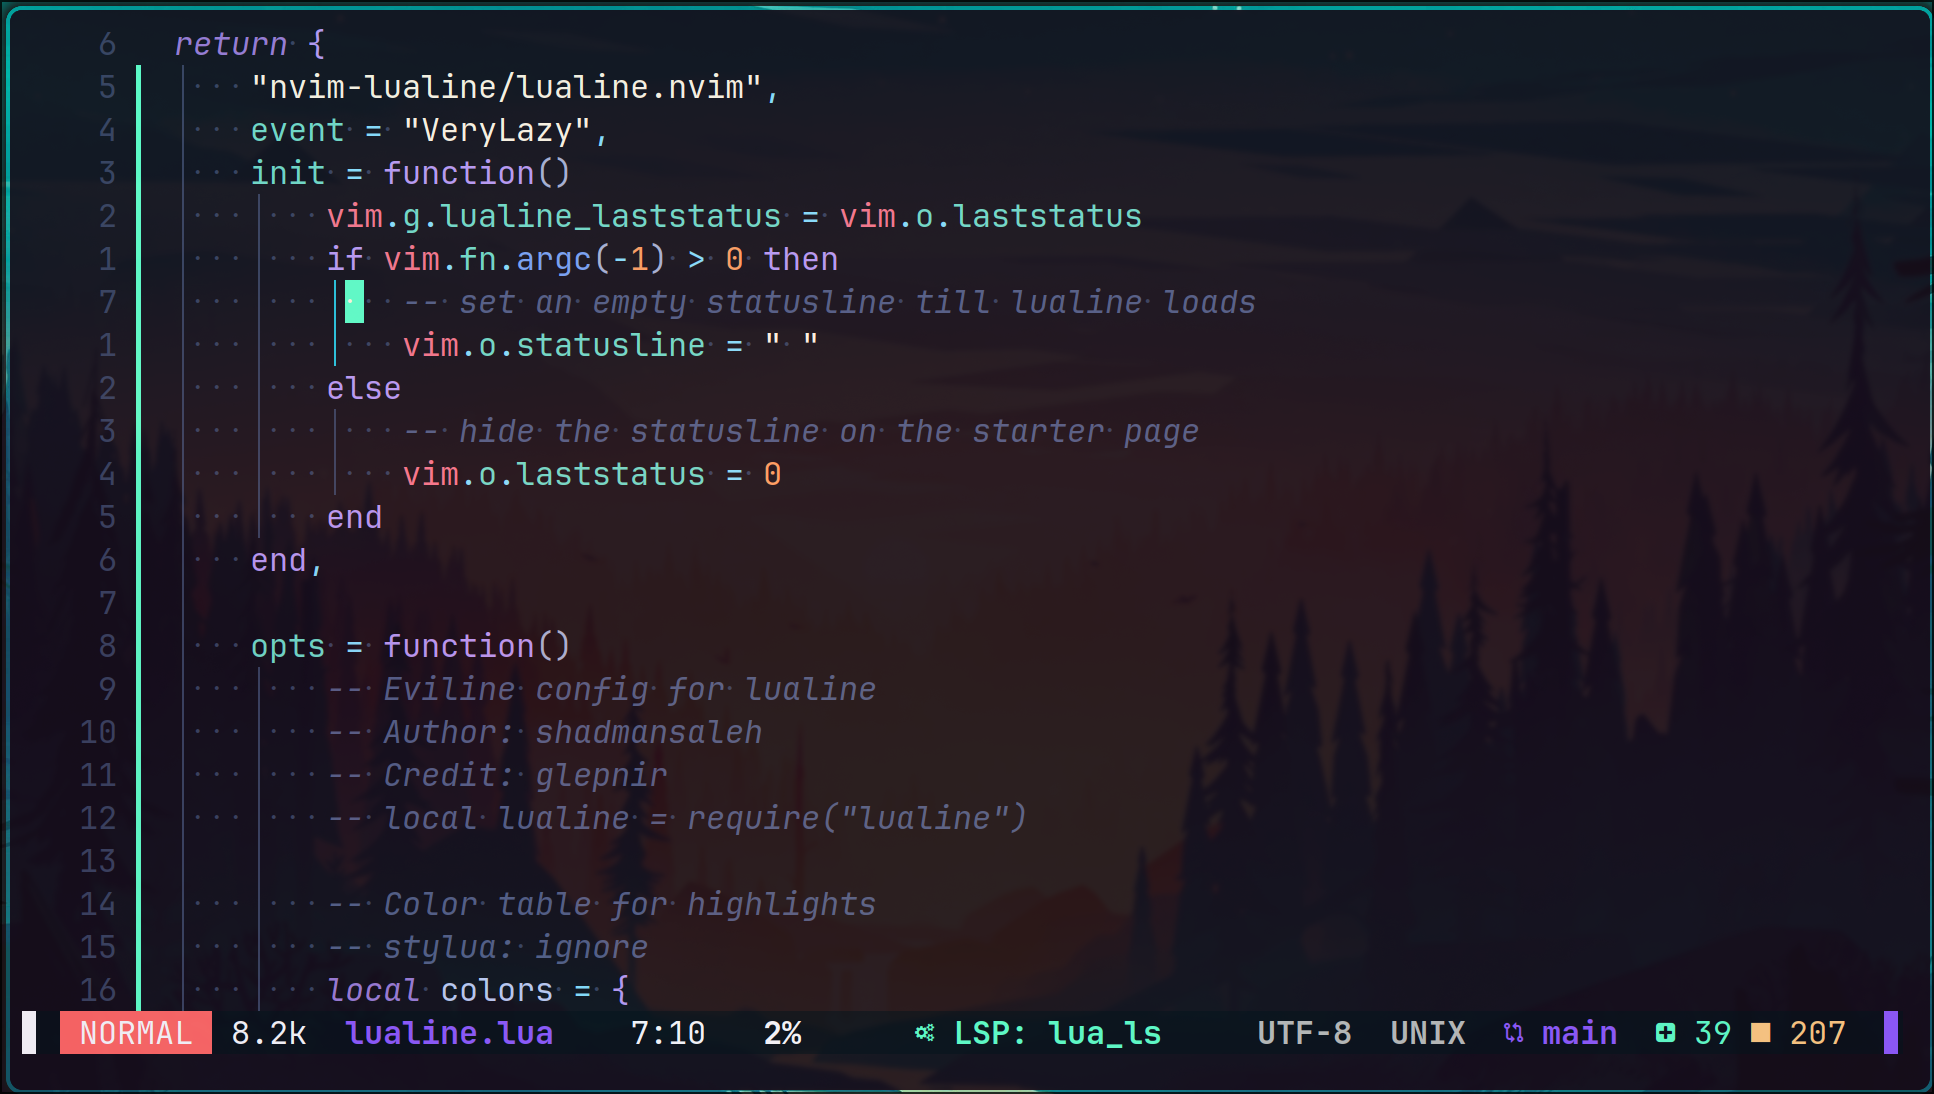 6 return {
5 "nvim-lualine/lualine.nvim",
4 event = "VeryLazy",
3 init = function()
2 vim.g.lualine_laststatus = vim.o.laststatus
1 if vim.fn.argc(-1) > 0 then
7 -- set an empty statusline till lualine loads
1 vim.o.statusline = " "
2 else
3 -- hide the statusline on the starter page
4 vim.o.laststatus = 0
5 end
6 end,
7
8 opts = function()
9 -- Eviline config for lualine
10 -- Author: shadmansaleh
11 -- Credit: glepnir
12 -- local lualine = require("lualine")
13
14 -- Color table for highlights
15 -- stylua: ignore
16 local colors = {
NORMAL 8.2k lualine.lua 7:10 2% LSP: lua_ls UTF-8 UNIX main 39 207